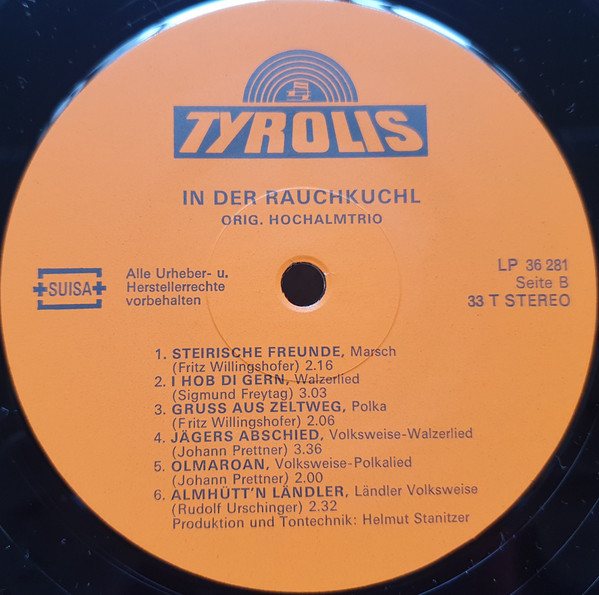 TYROLIS
IN DER RAUCHKUCHL
ORIG. HOCHALMTRIO
SUISA
Alle Urheber- u.
Herstellerrechte
vorbehalten
LP 36 281
Seite B
33 T STEREO
1. STEIRISCHE FREUNDE, Marsch
(Fritz Willingshofer) 2.16
2. I HOB DI GERN, Walzerlied
(Sigmund Freytag) 3.03
3. GRUSS AUS ZELTWEG, Polka
(Fritz Willingshofer) 2.06
4. JÄGERS ABSCHIED, Volksweise-Walzerlied
(Johann Prettner) 3.36
5. OLMAROAN, Volksweise-Polkalied
(Johann Prettner) 2.00
6. ALMHÜTT'N LÄNDLER, Ländler Volksweise
(Rudolf Urschinger) 2.32
Produktion und Tontechnik: Helmut Stanitzer